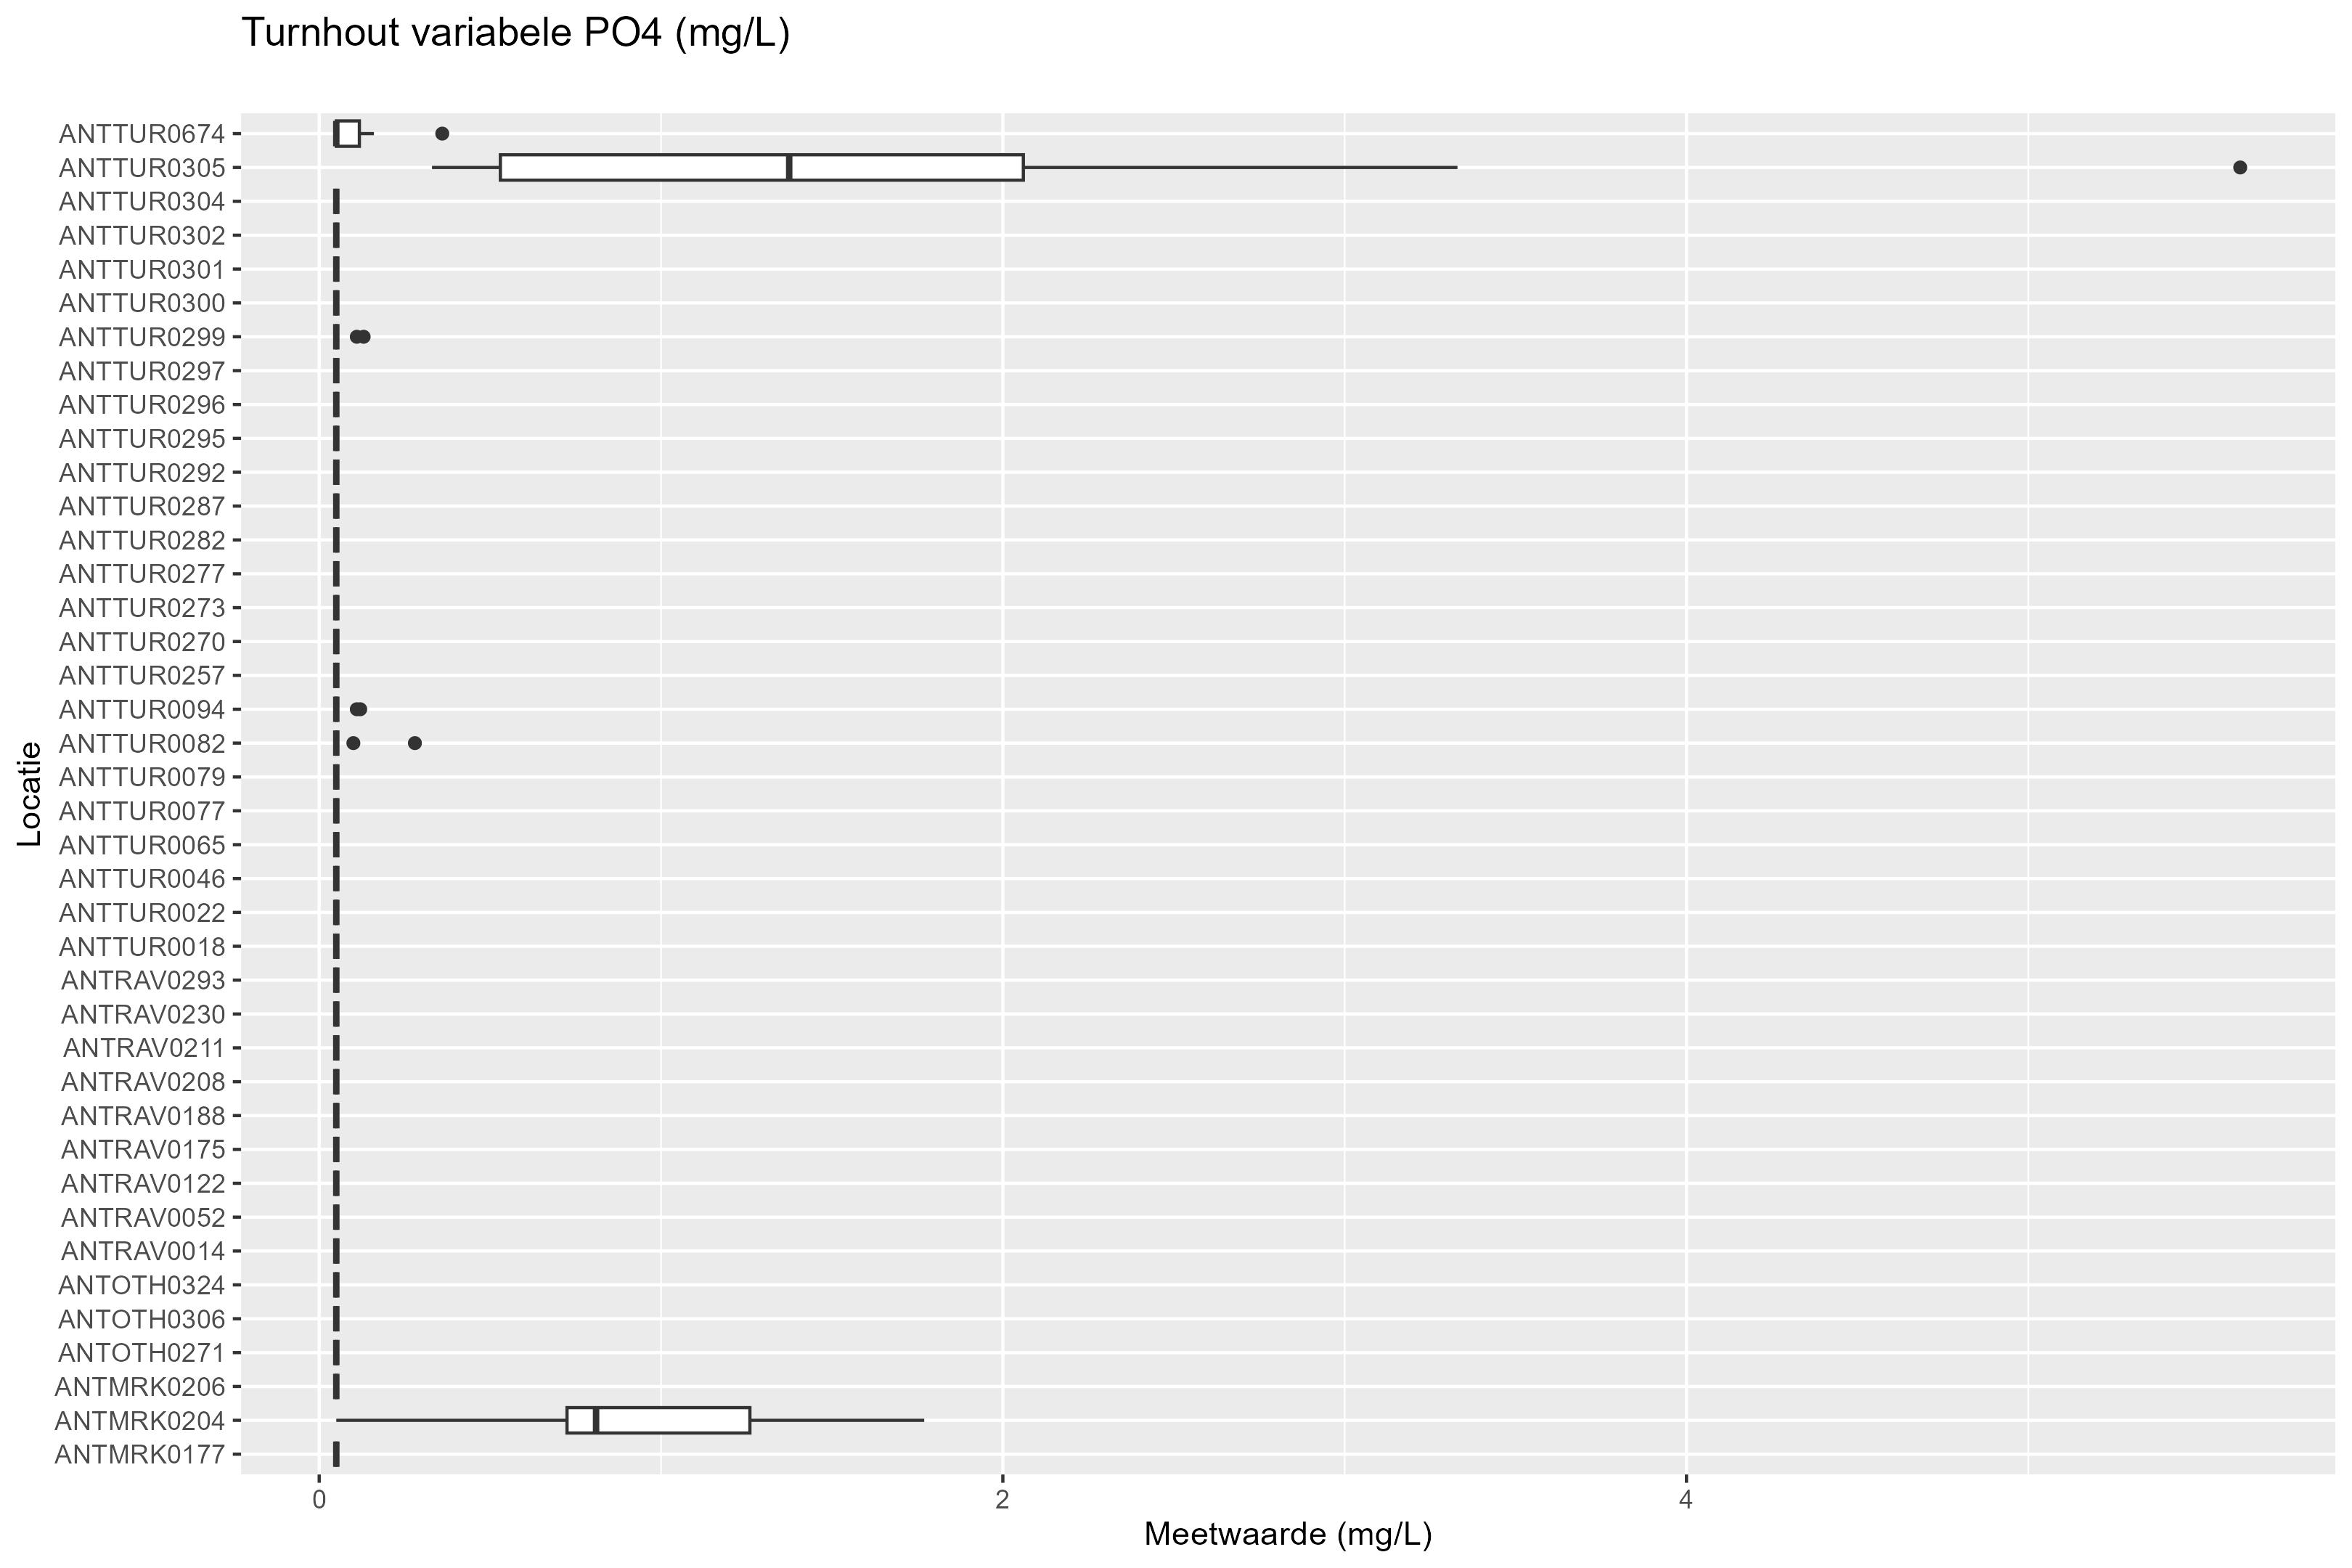 Turnhout variabele PO4 (mg/L)
ANTTUR0674
ANTTUR0305
ANTTUR0304
ANTTUR0302
ANTTUR0301
ANTTUR0300
ANTTUR0299
ANTTUR0297
ANTTUR0296
ANTTUR0295
ANTTUR0292
ANTTUR0287
ANTTUR0282
ANTTUR0277
ANTTUR0273
ANTTUR0270
ANTTUR0257
ANTTUR0094
ANTTUR0082
ANTTUR0079
ANTTUR0077
ANTTUR0065
ANTTUR0046
ANTTUR0022
ANTTUR0018
ANTRAV0293
ANTRAV0230
ANTRAV0211
ANTRAV0208
ANTRAV0188
ANTRAV0175
ANTRAV0122
ANTRAV0052
ANTRAV0014
ANTOTH0324
ANTOTH0306
ANTOTH0271
ANTMRK0206
ANTMRK0204
ANTMRK0177
Locatie
0 2 4
Meetwaarde (mg/L)